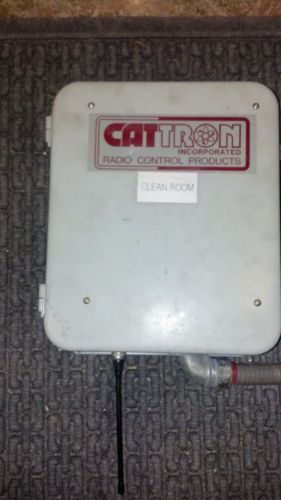 CATTRON
INCORPORATED
RADIO CONTROL PRODUCTS
CLEAN ROOM